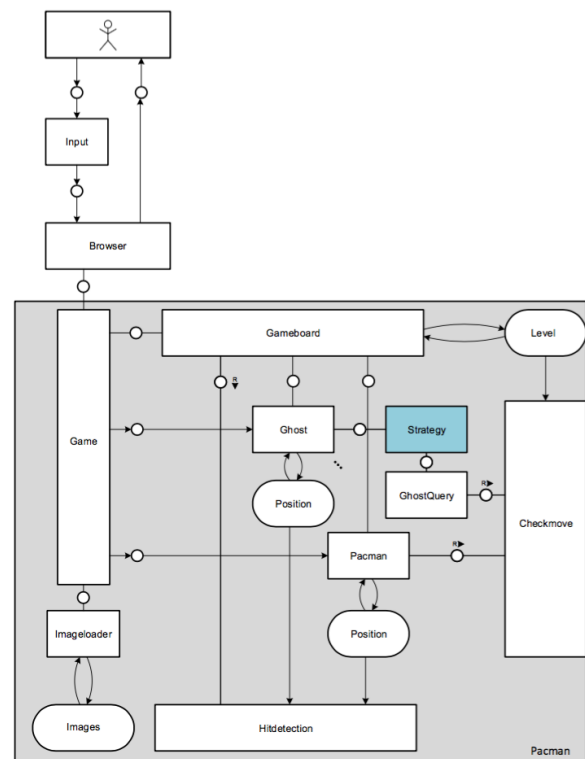 Input
Browser
Gameboard
Level
R
Game
Ghost
Strategy
...
Position
GhostQuery
R
Checkmove
Pacman
R
Imageloader
Position
Images
Hitdetection
Pacman